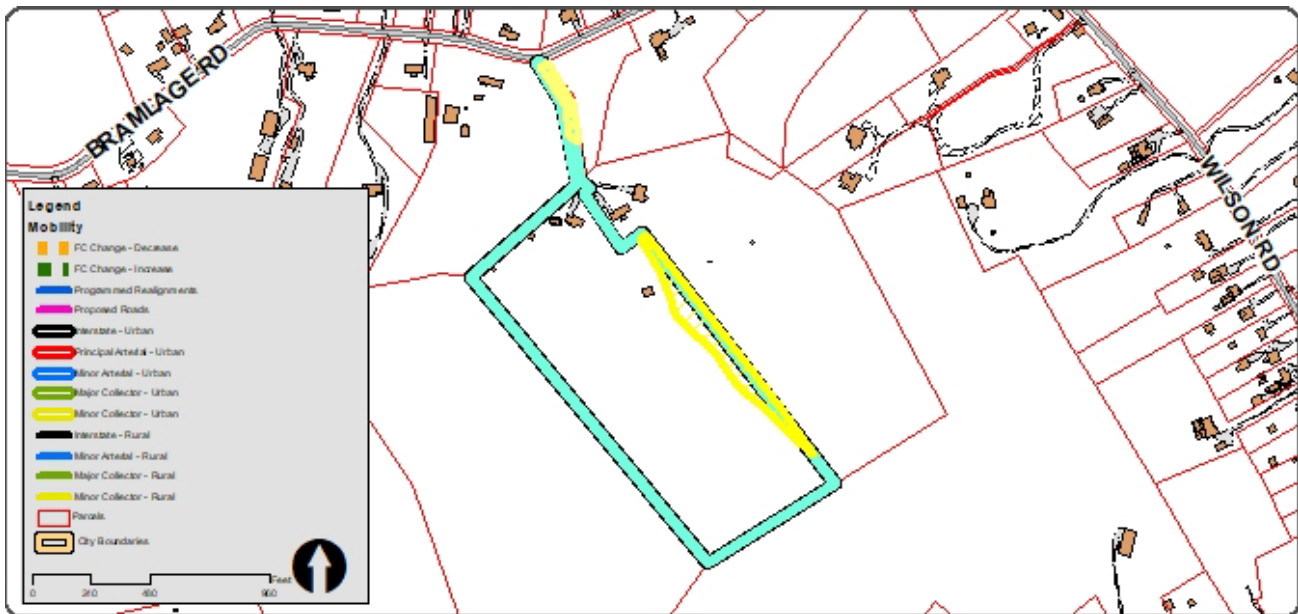 BRAMLAGE RD
WILSON RD
Legend
Mobility
FC Change - Decrease
FC Change - Increase
Programmed Realignments
Proposed Roads
Interstate - Urban
Principal Arterial - Urban
Minor Arterial - Urban
Major Collector - Urban
Minor Collector - Urban
Interstate - Rural
Minor Arterial - Rural
Major Collector - Rural
Minor Collector - Rural
Parcels
City Boundaries
Feet
0 240 480 960